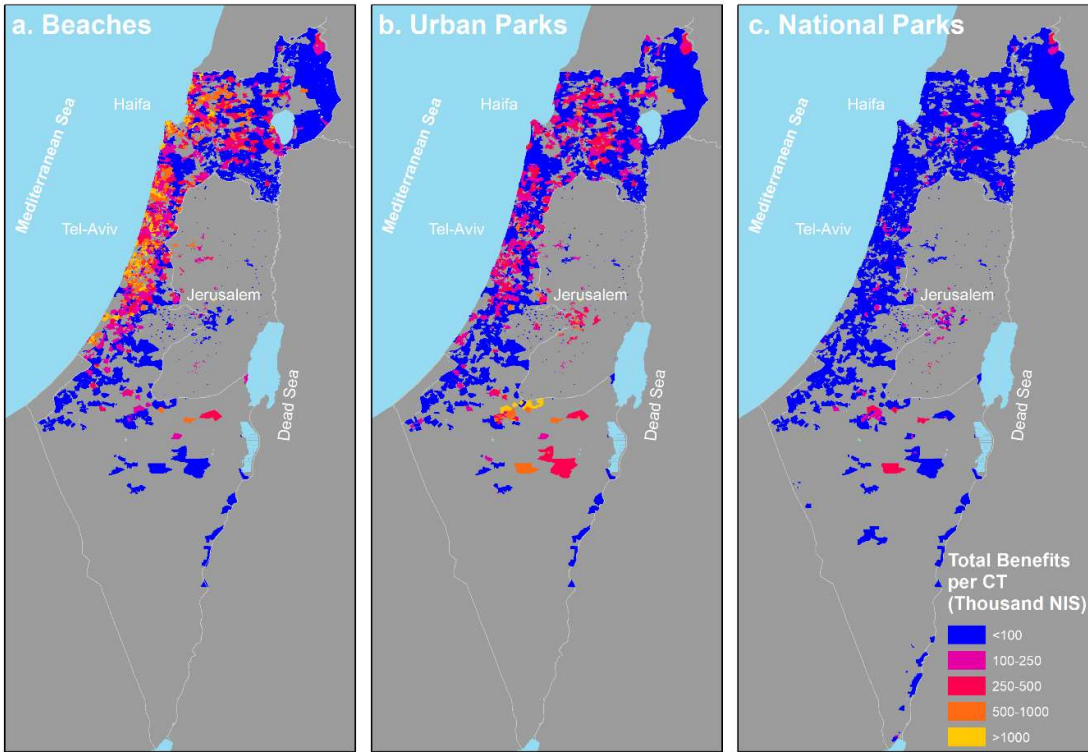 a. Beaches
Haifa
Mediterranean Sea
Tel-Aviv
Jerusalem
Dead Sea
b. Urban Parks
Haifa
Mediterranean Sea
Tel-Aviv
Jerusalem
Dead Sea
c. National Parks
Haifa
Mediterranean Sea
Tel-Aviv
Jerusalem
Dead Sea
Total Benefits
per CT
(Thousand NIS)
<100
100-250
250-500
500-1000
>1000